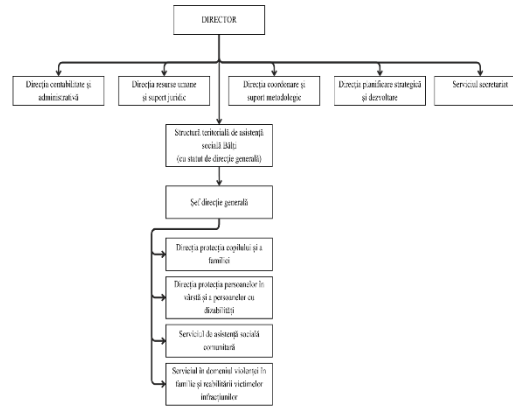 DIRECTOR
Direcția contabilitate și
administrativă
Direcția resurse umane
și suport juridic
Direcția coordonare și
suport metodologic
Direcția planificare strategică
și dezvoltare
Serviciul secretariat
Structură teritorială de asistență
socială Bălți
(cu statut de direcție generală)
Șef direcție generală
Direcția protecția copilului și a
familiei
Direcția protecția persoanelor în
vârstă și a persoanelor cu
dizabilități
Serviciul de asistență socială
comunitară
Serviciul în domeniul violenței în
familie și reabilitării victimelor
infracțiunilor